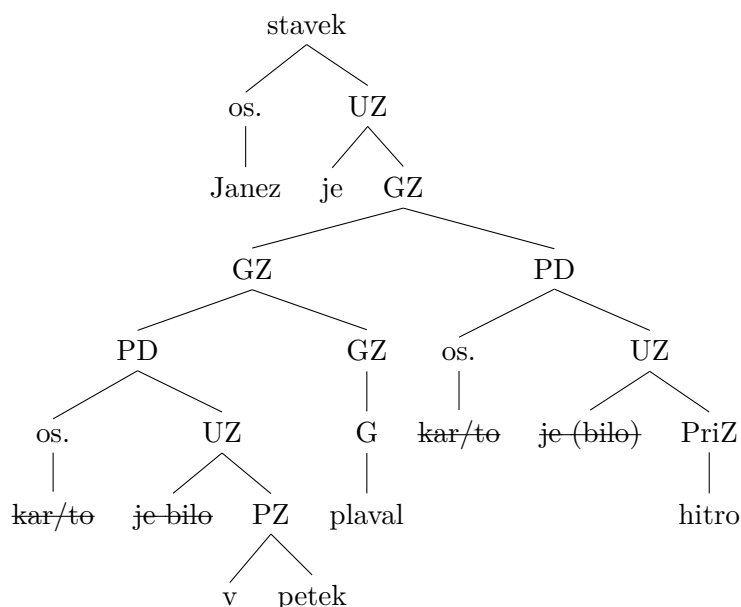 stavek
os. UZ
Janez je GZ
GZ PD
PD GZ os. UZ
os. UZ G kar/to je (bilo) PriZ
kar/to je bilo PZ plaval hitro
v petek